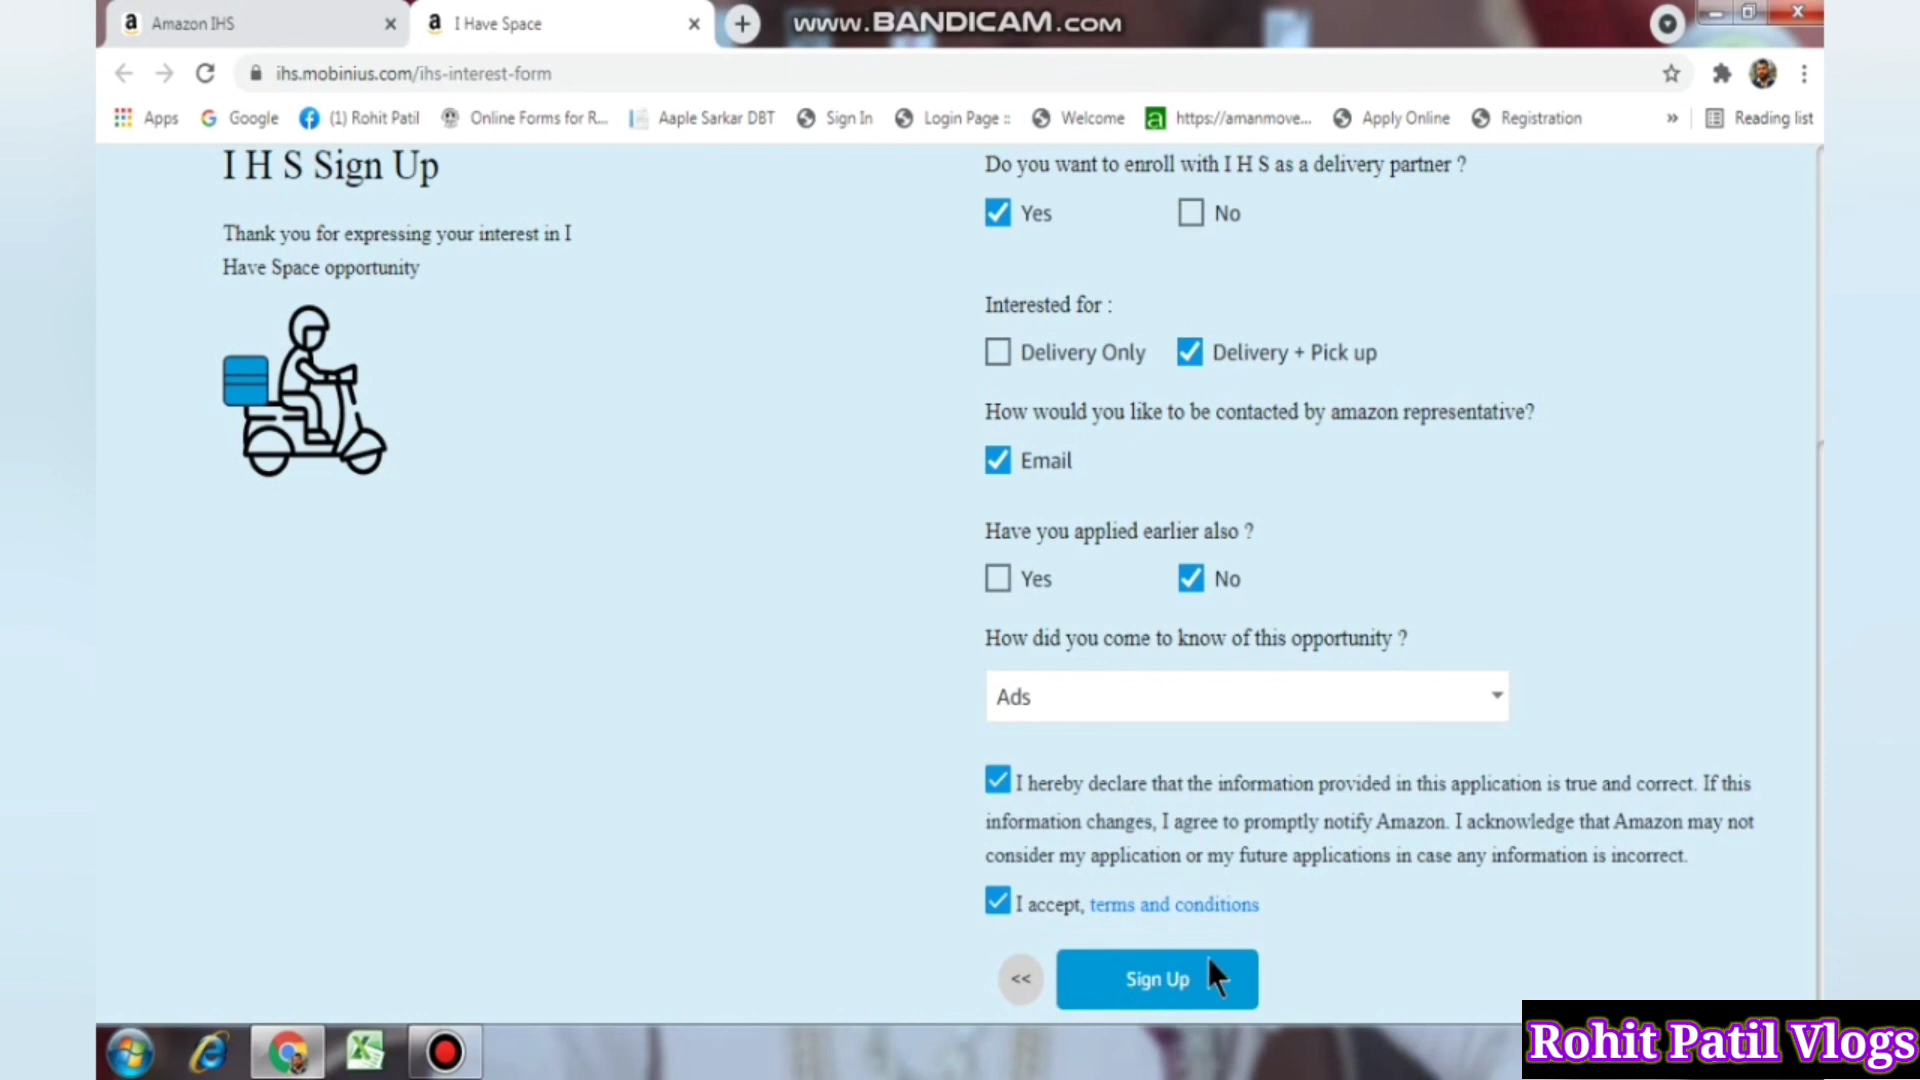 Amazon IHS
I Have Space
www.BANDICAM.com
ihs.mobinius.com/ihs-interest-form
Apps
Google
(1) Rohit Patil
Online Forms for R...
Aaple Sarkar DBT
Sign In
Login Page ::
Welcome
https://amanmove...
Apply Online
Registration
»
Reading list
I H S Sign Up
Thank you for expressing your interest in I
Have Space opportunity
Do you want to enroll with I H S as a delivery partner ?
Yes
No
Interested for :
Delivery Only
Delivery + Pick up
How would you like to be contacted by amazon representative?
Email
Have you applied earlier also ?
Yes
No
How did you come to know of this opportunity ?
Ads
I hereby declare that the information provided in this application is true and correct. If this
information changes, I agree to promptly notify Amazon. I acknowledge that Amazon may not
consider my application or my future applications in case any information is incorrect.
I accept, terms and conditions
<<
Sign Up
Rohit Patil Vlogs